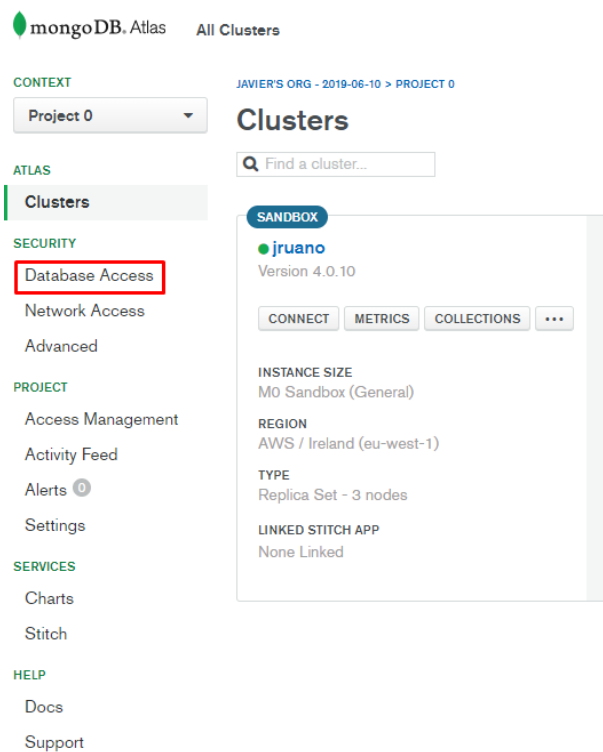 mongoDB. Atlas All Clusters
CONTEXT
Project 0
ATLAS
Clusters
SECURITY
Database Access
Network Access
Advanced
PROJECT
Access Management
Activity Feed
Alerts 0
Settings
SERVICES
Charts
Stitch
HELP
Docs
Support
JAVIER'S ORG - 2019-06-10 > PROJECT 0
Clusters
Find a cluster...
SANDBOX
jruano
Version 4.0.10
CONNECT METRICS COLLECTIONS ...
INSTANCE SIZE
M0 Sandbox (General)
REGION
AWS / Ireland (eu-west-1)
TYPE
Replica Set - 3 nodes
LINKED STITCH APP
None Linked